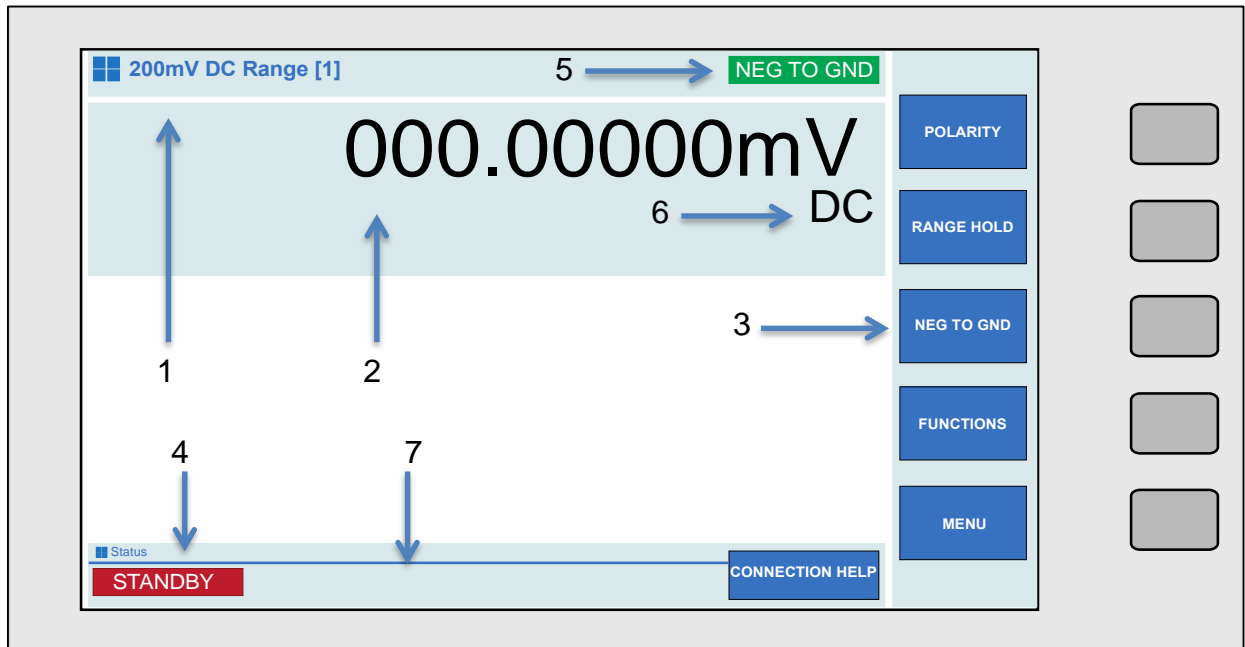 200mV DC Range [1]
5
NEG TO GND
000.00000mV
6
DC
1
2
3
4
7
Status
STANDBY
CONNECTION HELP
POLARITY
RANGE HOLD
NEG TO GND
FUNCTIONS
MENU